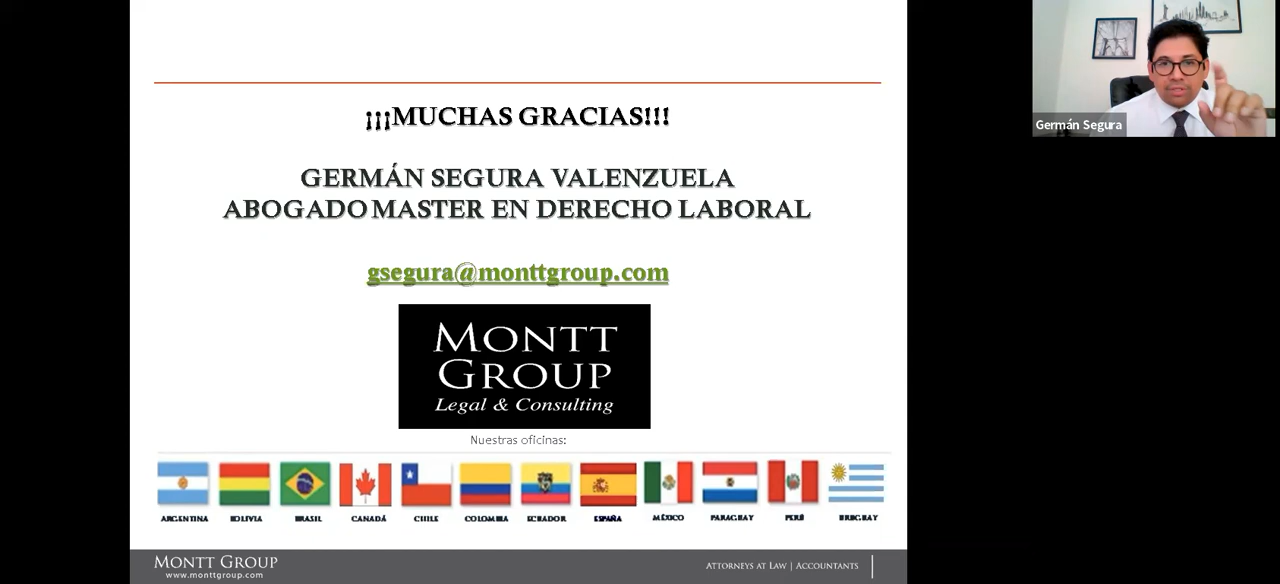 ¡¡¡MUCHAS GRACIAS!!!
GERMÁN SEGURA VALENZUELA
ABOGADO MASTER EN DERECHO LABORAL
gsegura@monttgroup.com
MONTT
GROUP
Legal & Consulting
Nuestras oficinas:
ARGENTINA BOLIVIA BRASIL CANADÁ CHILE COLOMBIA ECUADOR ESPAÑA MÉXICO PARAGUAY PERÚ URUGUAY
MONTT GROUP
www.monttgroup.com
ATTORNEYS AT LAW | ACCOUNTANTS
Germán Segura